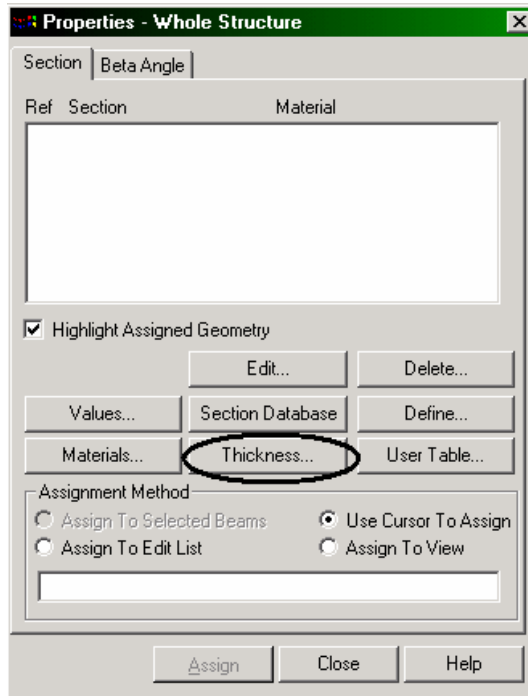 Properties - Whole Structure
Section Beta Angle
Ref Section Material
Highlight Assigned Geometry
Edit... Delete...
Values... Section Database Define...
Materials... Thickness... User Table...
Assignment Method
Assign To Selected Beams Use Cursor To Assign
Assign To Edit List Assign To View
Assign Close Help